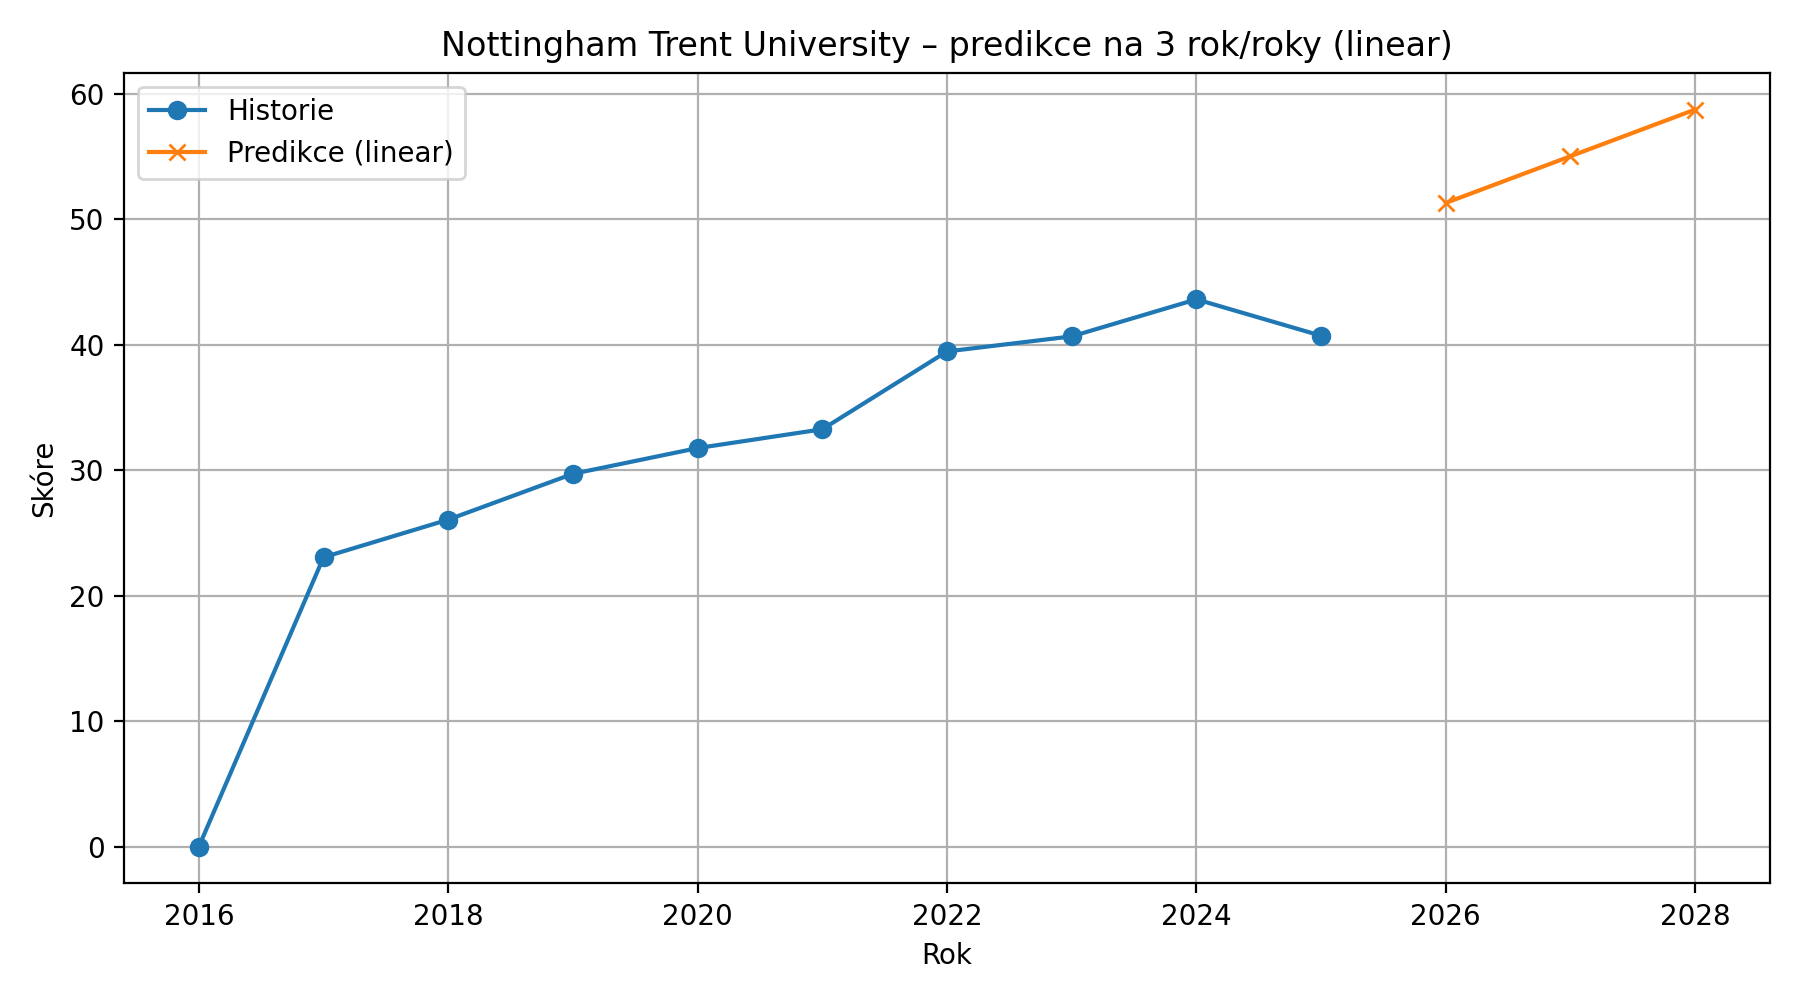 Nottingham Trent University – predikce na 3 rok/roky (linear)
Historie
Predikce (linear)
60
50
40
30
20
10
0
Skóre
2016
2018
2020
2022
2024
2026
2028
Rok